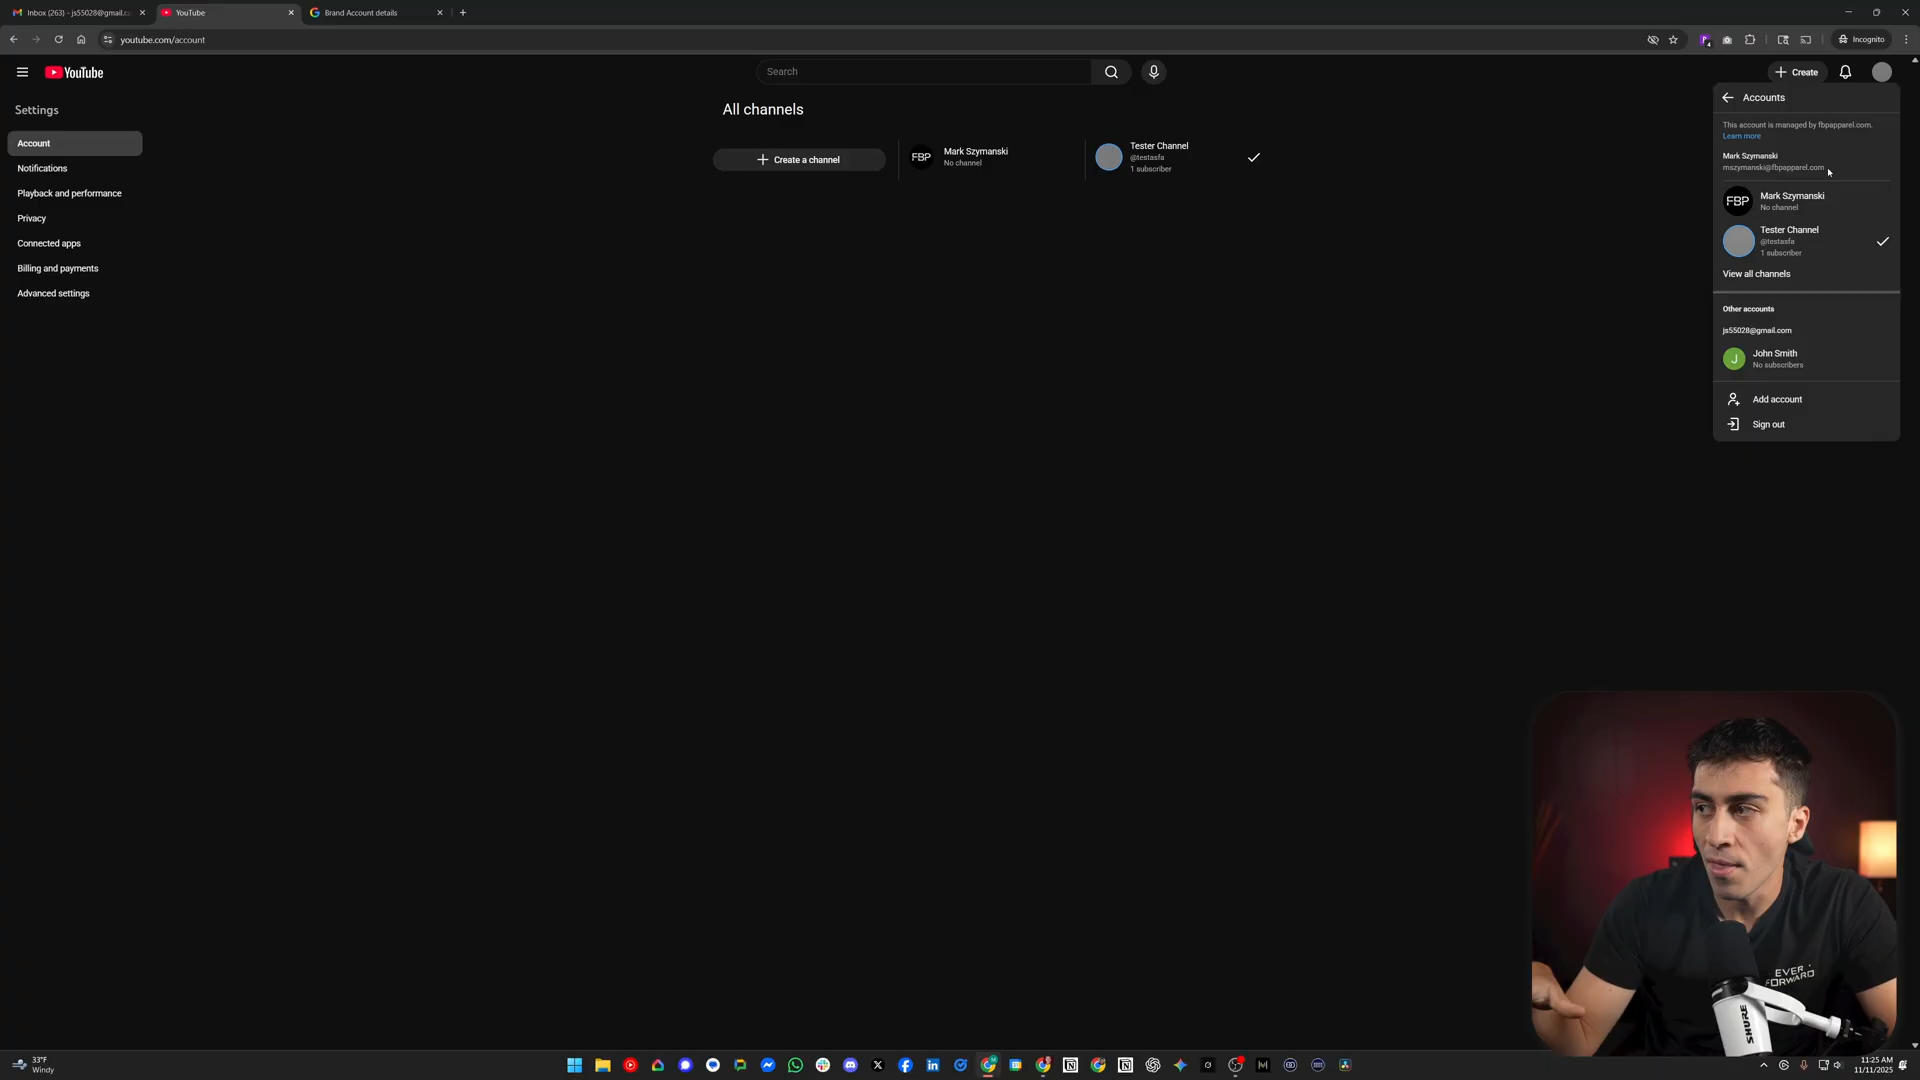 Inbox (263) - js55028@gmail.c
YouTube
Brand Account details
youtube.com/account
Incognito
YouTube
Search
Create
Settings
Account
Notifications
Playback and performance
Privacy
Connected apps
Billing and payments
Advanced settings
All channels
Create a channel
FBP
Mark Szymanski
No channel
Tester Channel
@testasfa
1 subscriber
Accounts
This account is managed by fbpapparel.com.
Learn more
Mark Szymanski
mszymanski@fbpapparel.com
FBP
Mark Szymanski
No channel
Tester Channel
@testasfa
1 subscriber
View all channels
Other accounts
js55028@gmail.com
J
John Smith
No subscribers
Add account
Sign out
EVER
FORWARD
SHURE
33°F
Windy
11:25 AM
11/11/2025